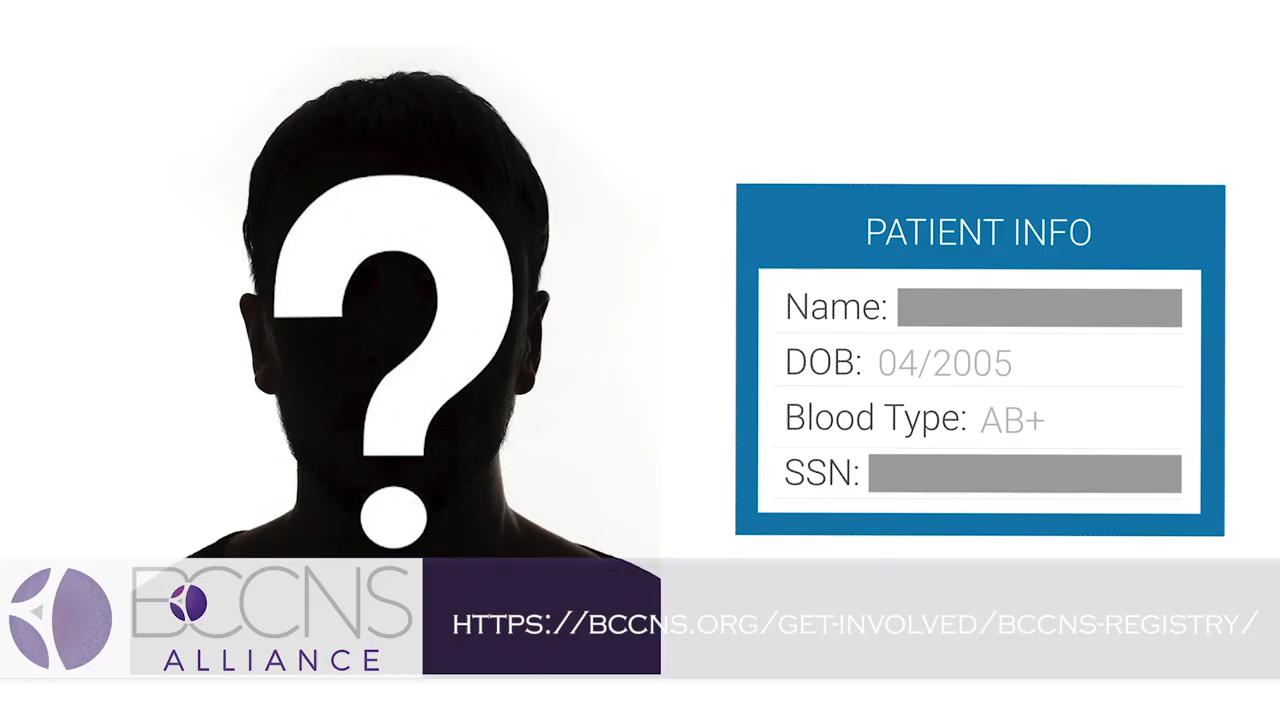 ?
PATIENT INFO
Name:
DOB: 04/2005
Blood Type: AB+
SSN:
BCCNS
ALLIANCE
HTTPS://BCCNS.ORG/GET-INVOLVED/BCCNS-REGISTRY/